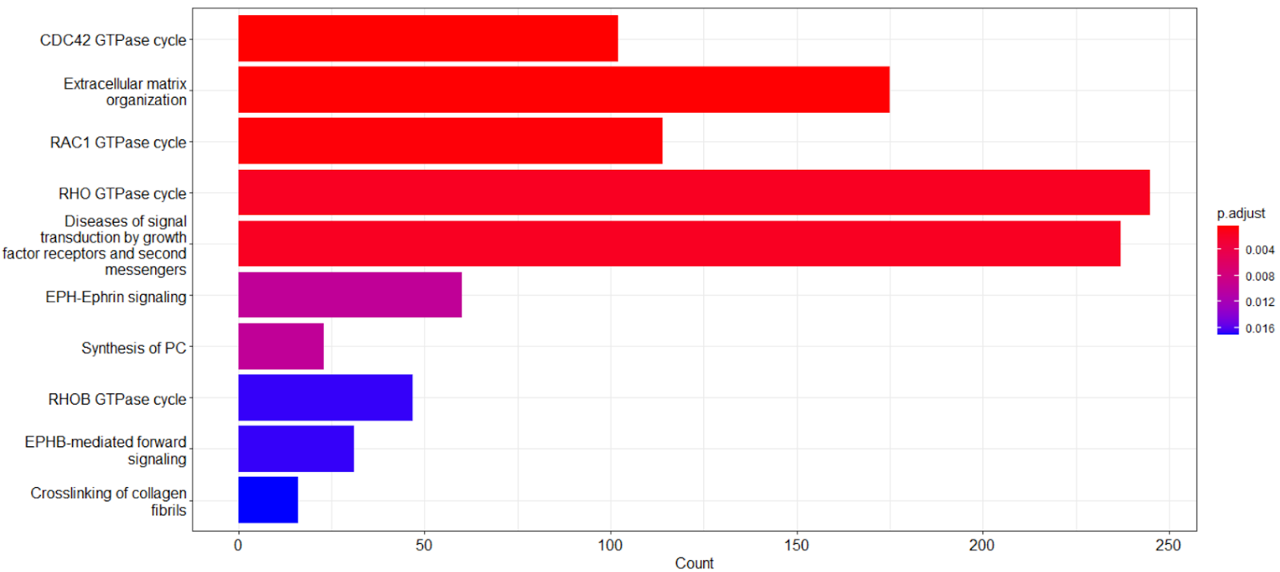 CDC42 GTPase cycle
Extracellular matrix
organization
RAC1 GTPase cycle
RHO GTPase cycle
Diseases of signal
transduction by growth
factor receptors and second
messengers
EPH-Ephrin signaling
Synthesis of PC
RHOB GTPase cycle
EPHB-mediated forward
signaling
Crosslinking of collagen
fibrils
0 50 100 150 200 250
Count
p.adjust
0.004
0.008
0.012
0.016